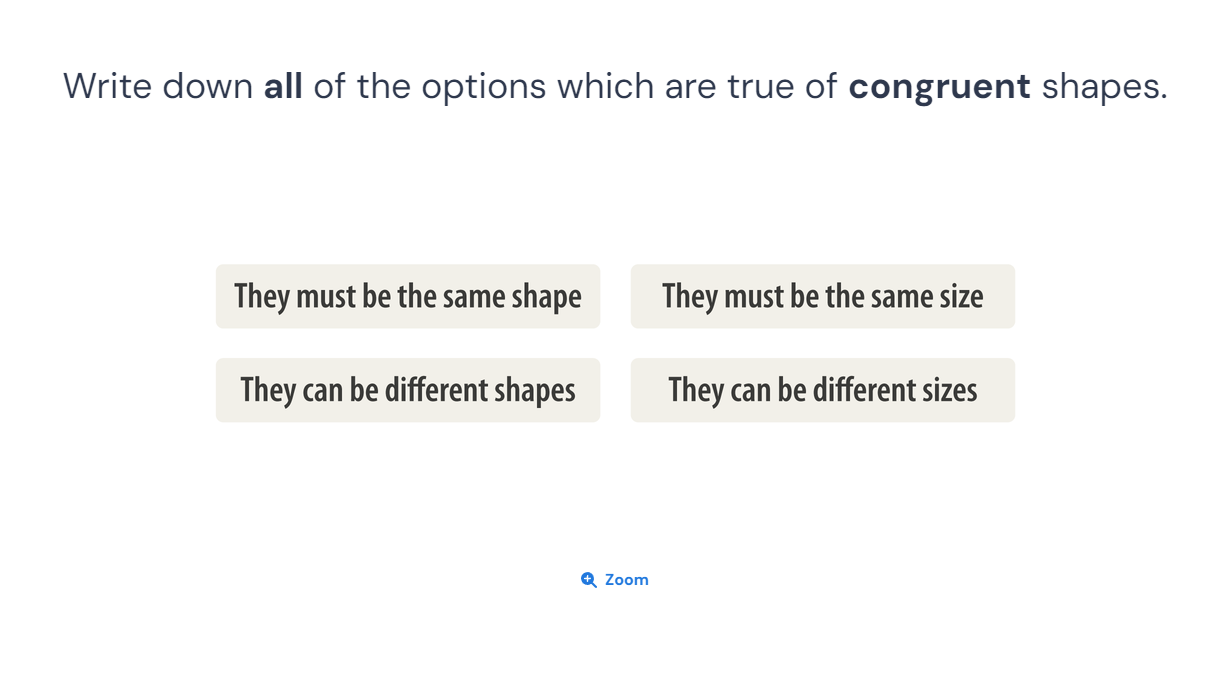 Write down all of the options which are true of congruent shapes.
They must be the same shape
They must be the same size
They can be different shapes
They can be different sizes
Zoom